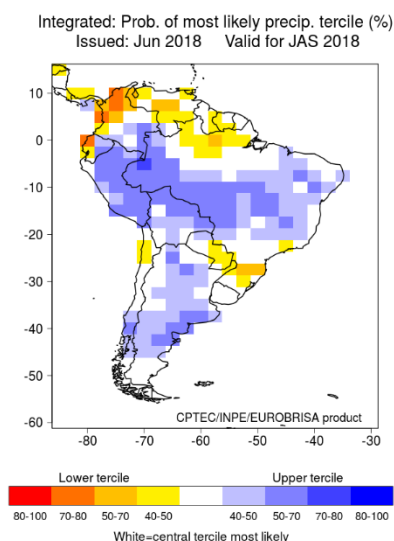 Integrated: Prob. of most likely precip. tercile (%)
Issued: Jun 2018 Valid for JAS 2018
10
0
-10
-20
-30
-40
-50
-60
CPTEC/INPE/EUROBRISA product
-80 -70 -60 -50 -40 -30
Lower tercile Upper tercile
80-100 70-80 50-70 40-50 40-50 50-70 70-80 80-100
White=central tercile most likely